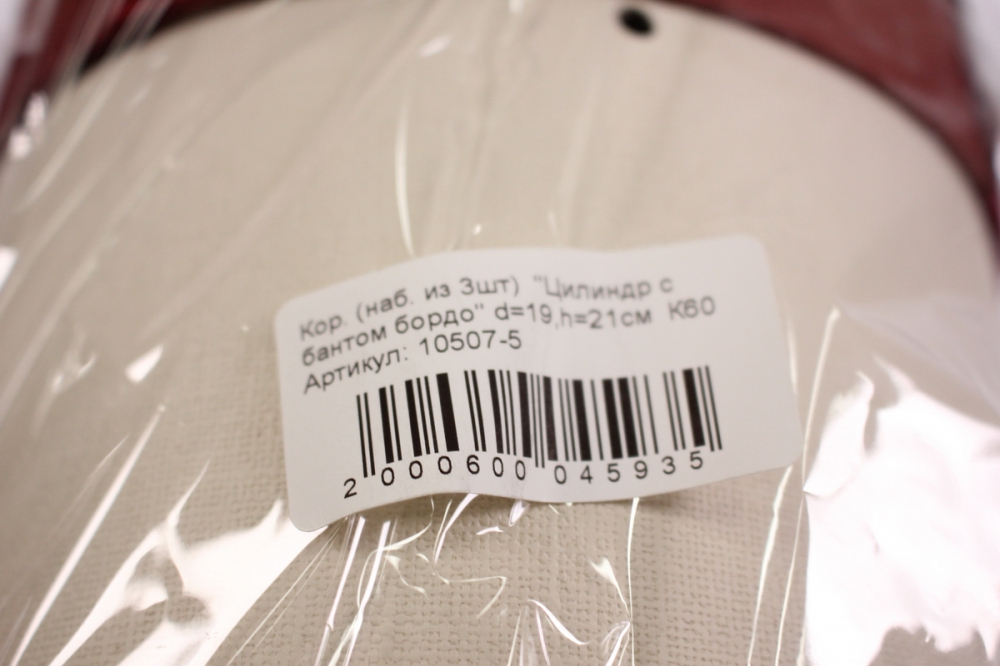 Кор. (наб. из 3шт) "Цилиндр с
бантом бордо" d=19,h=21см К60
Артикул: 10507-5
2 000600 045935